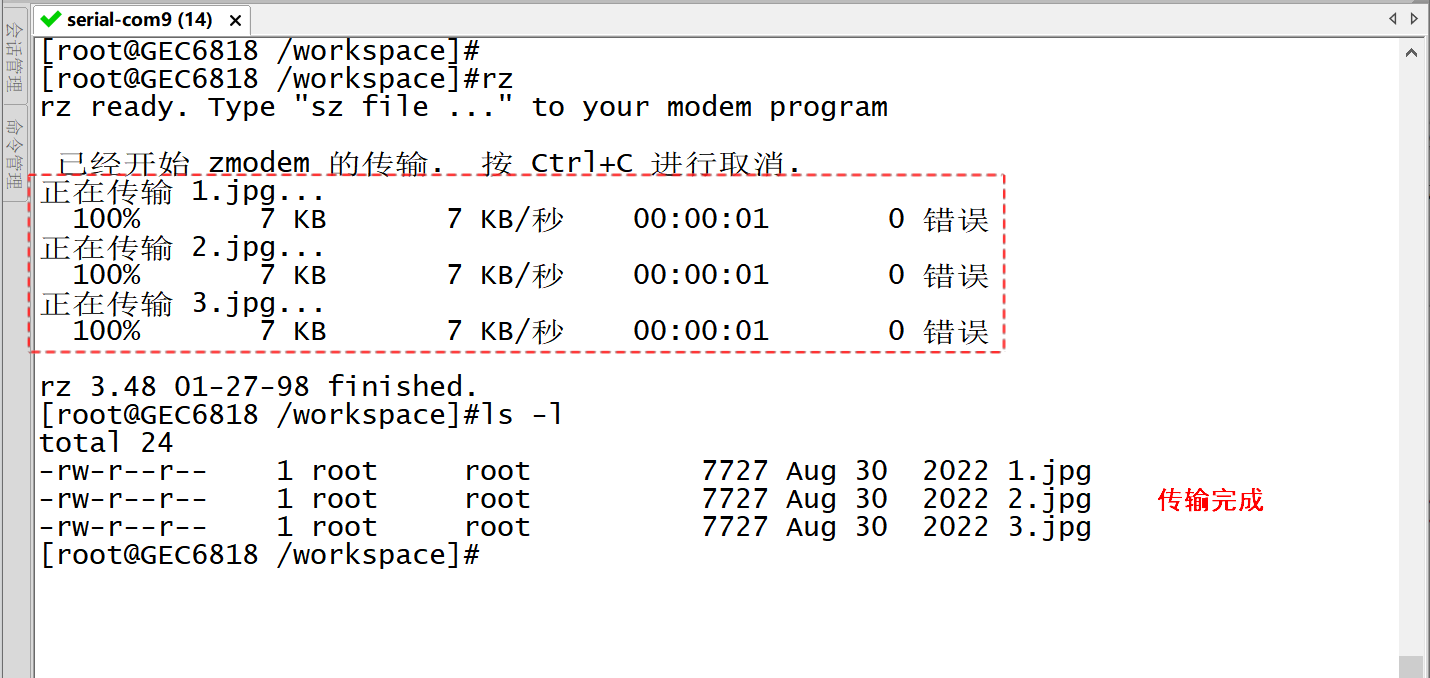 serial-com9 (14)
会话管理
命令管理
[root@GEC6818 /workspace]#
[root@GEC6818 /workspace]#rz
rz ready. Type "sz file ..." to your modem program
已经开始 zmodem 的传输. 按 Ctrl+C 进行取消.
正在传输 1.jpg...
100% 7 KB 7 KB/秒 00:00:01 0 错误
正在传输 2.jpg...
100% 7 KB 7 KB/秒 00:00:01 0 错误
正在传输 3.jpg...
100% 7 KB 7 KB/秒 00:00:01 0 错误
rz 3.48 01-27-98 finished.
[root@GEC6818 /workspace]#ls -l
total 24
-rw-r--r-- 1 root root 7727 Aug 30 2022 1.jpg
-rw-r--r-- 1 root root 7727 Aug 30 2022 2.jpg
传输完成
-rw-r--r-- 1 root root 7727 Aug 30 2022 3.jpg
[root@GEC6818 /workspace]#